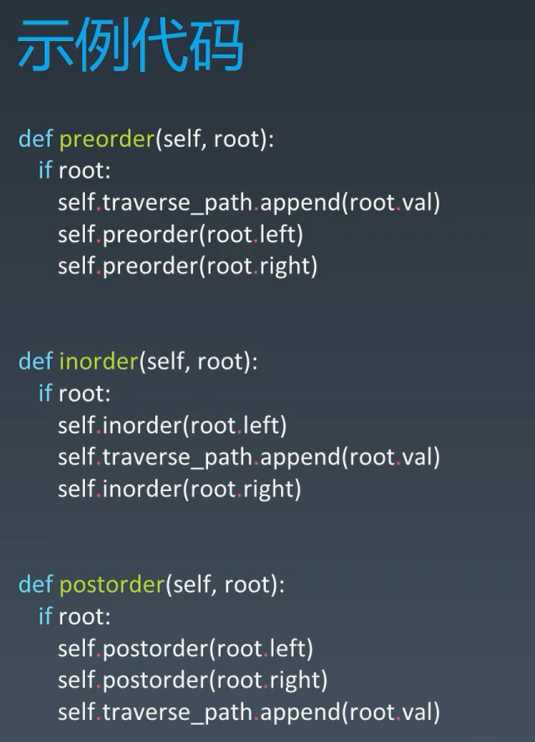 示例代码
def preorder(self, root):
if root:
self.traverse_path.append(root.val)
self.preorder(root.left)
self.preorder(root.right)
def inorder(self, root):
if root:
self.inorder(root.left)
self.traverse_path.append(root.val)
self.inorder(root.right)
def postorder(self, root):
if root:
self.postorder(root.left)
self.postorder(root.right)
self.traverse_path.append(root.val)